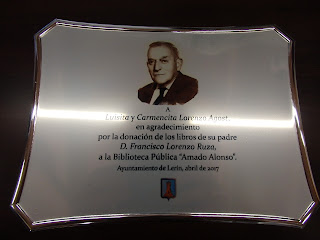 A
Luisita y Carmencita Lorenzo Agost,
en agradecimiento
por la donación de los libros de su padre
D. Francisco Lorenzo Ruza,
a la Biblioteca Pública "Amado Alonso".
Ayuntamiento de Lerín, abril de 2017